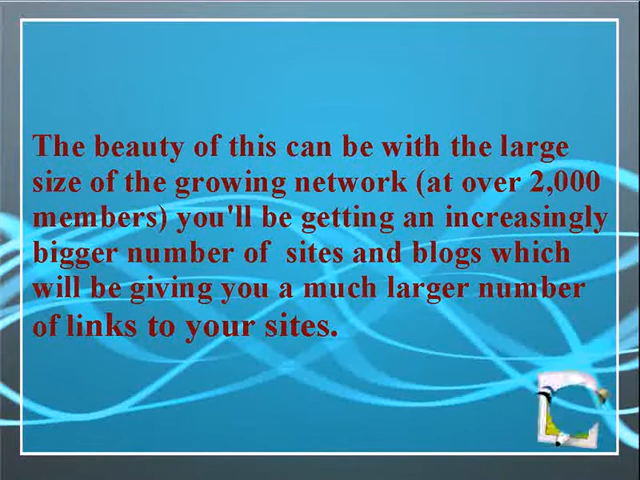 The beauty of this can be with the large
size of the growing network (at over 2,000
members) you'll be getting an increasingly
bigger number of  sites and blogs which
will be giving you a much larger number
of links to your sites.